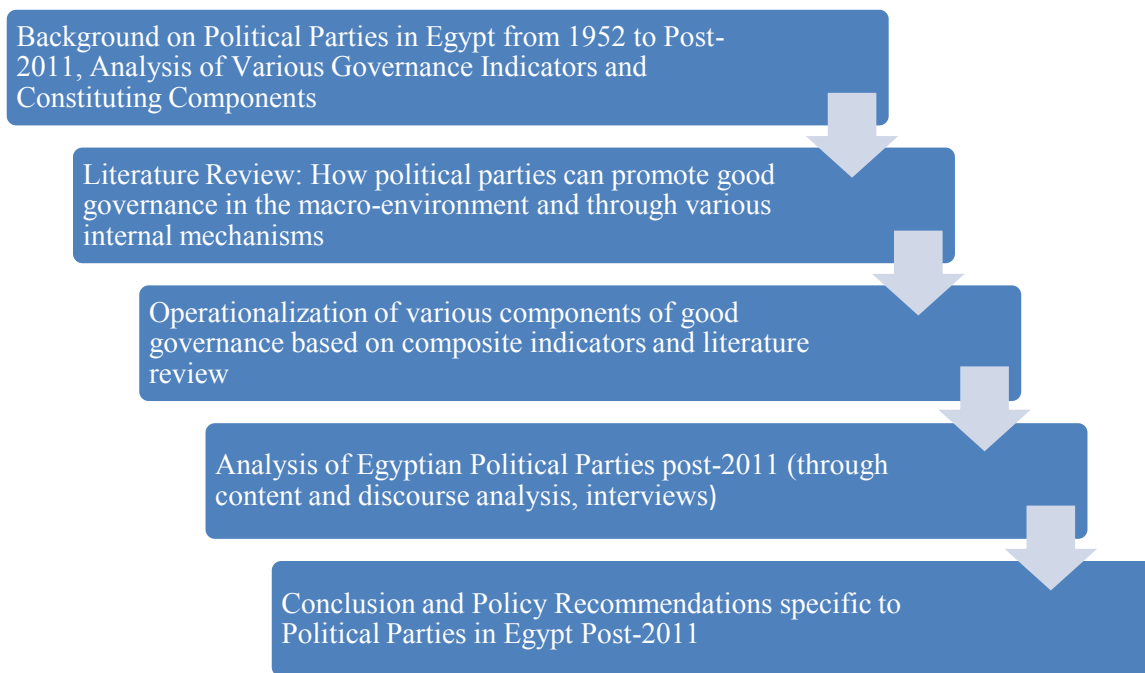 Background on Political Parties in Egypt from 1952 to Post-
2011, Analysis of Various Governance Indicators and
Constituting Components
Literature Review: How political parties can promote good
governance in the macro-environment and through various
internal mechanisms
Operationalization of various components of good
governance based on composite indicators and literature
review
Analysis of Egyptian Political Parties post-2011 (through
content and discourse analysis, interviews)
Conclusion and Policy Recommendations specific to
Political Parties in Egypt Post-2011